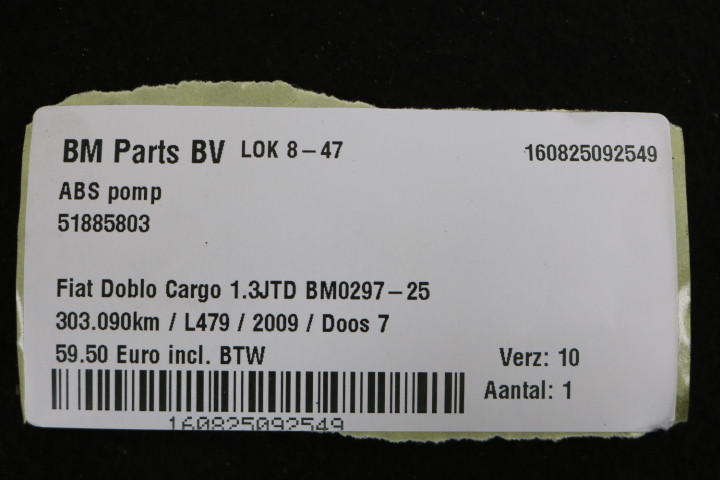 BM Parts BV LOK 8-47 160825092549
ABS pomp
51885803
Fiat Doblo Cargo 1.3JTD BM0297-25
303.090km / L479 / 2009 / Doos 7
59.50 Euro incl. BTW Verz: 10
Aantal: 1
160825092549